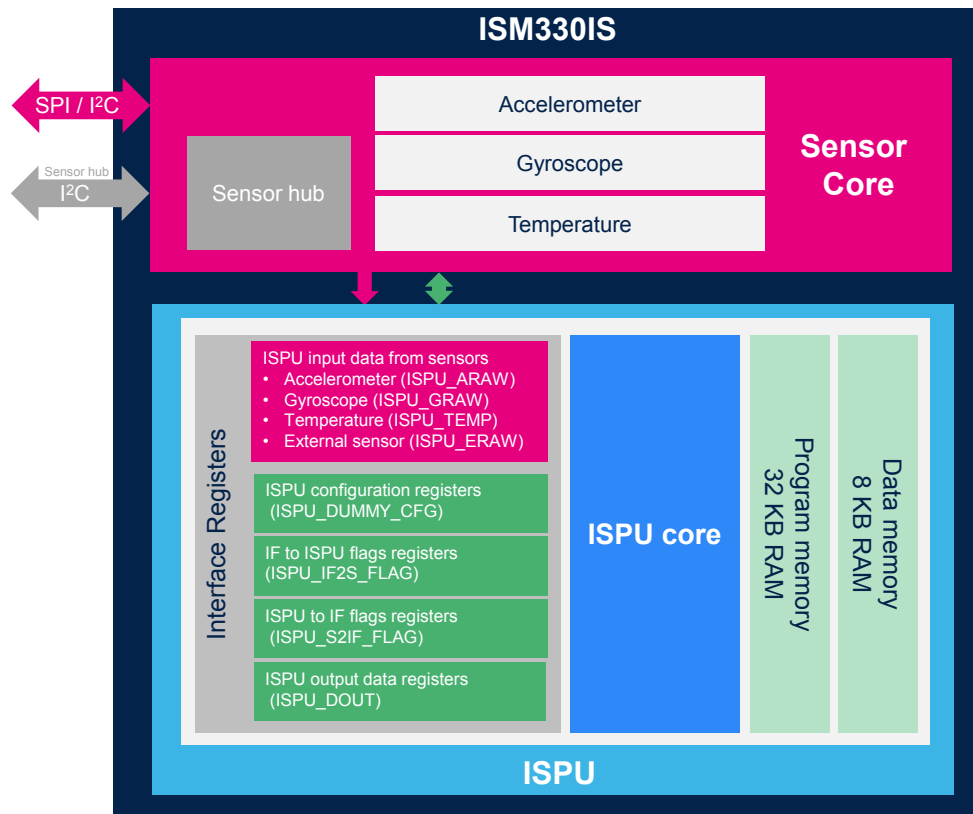 ISM330IS
SPI / I²C
Sensor hub
I²C
Sensor hub
Accelerometer
Gyroscope
Temperature
Sensor
Core
Interface Registers
ISPU input data from sensors
• Accelerometer (ISPU_ARAW)
• Gyroscope (ISPU_GRAW)
• Temperature (ISPU_TEMP)
• External sensor (ISPU_ERAW)
ISPU configuration registers
(ISPU_DUMMY_CFG)
IF to ISPU flags registers
(ISPU_IF2S_FLAG)
ISPU to IF flags registers
(ISPU_S2IF_FLAG)
ISPU output data registers
(ISPU_DOUT)
ISPU core
Program memory
32 KB RAM
Data memory
8 KB RAM
ISPU